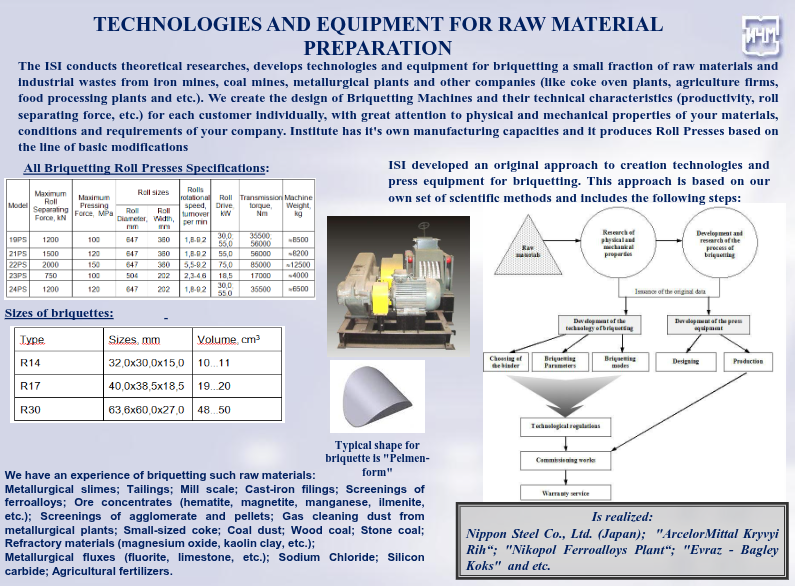 TECHNOLOGIES AND EQUIPMENT FOR RAW MATERIAL
PREPARATION
ИЧМ
The ISI conducts theoretical researches, develops technologies and equipment for briquetting a small fraction of raw materials and
industrial wastes from iron mines, coal mines, metallurgical plants and other companies (like coke oven plants, agriculture firms,
food processing plants and etc.). We create the design of Briquetting Machines and their technical characteristics (productivity, roll
separating force, etc.) for each customer individually, with great attention to physical and mechanical properties of your materials,
conditions and requirements of your company. Institute has it's own manufacturing capacities and it produces Roll Presses based on
the line of basic modifications
All Briquetting Roll Presses Specifications:
Model Maximum Roll Separating Force, kN Maximum Pressing Force, MPa Roll sizes Roll Diameter, mm Roll Width, mm Rolls rotational speed, turnover per min Roll Drive, kW Transmission torque, Nm Machine Weight, kg
19PS 1200 100 647 380 1,8-9.2 30,0; 55,0 35500; 56000 ≈8500
21PS 1500 120 647 380 1,8-9.2 55,0 56000 ≈8200
22PS 2000 150 647 380 5,5-9.2 75,0 85000 ≈12500
23PS 750 100 504 202 2,3-4.6 18,5 17000 ≈4000
24PS 1200 120 647 202 1,8-9.2 30,0; 55,0 35500 ≈6500
Sizes of briquettes:
Type Sizes, mm Volume, cm³
R14 32,0x30,0x15,0 10...11
R17 40,0x38,5x18,5 19...20
R30 63,6x60,0x27,0 48...50
Typical shape for
briquette is "Pelmen-
form"
We have an experience of briquetting such raw materials:
Metallurgical slimes; Tailings; Mill scale; Cast-iron filings; Screenings of
ferroalloys; Ore concentrates (hematite, magnetite, manganese, ilmenite,
etc.); Screenings of agglomerate and pellets; Gas cleaning dust from
metallurgical plants; Small-sized coke; Coal dust; Wood coal; Stone coal;
Refractory materials (magnesium oxide, kaolin clay, etc.);
Metallurgical fluxes (fluorite, limestone, etc.); Sodium Chloride; Silicon
carbide; Agricultural fertilizers.
ISI developed an original approach to creation technologies and
press equipment for briquetting. This approach is based on our
own set of scientific methods and includes the following steps:
Raw
materials
Research of
physical and
mechanical
properties
Development and
research of the
process of
briquetting
Issuance of the original data
Development of the
technology of briquetting
Development of the press
equipment
Choosing of
the binder
Briquetting
Parameters
Briquetting
modes
Designing
Production
Technological regulations
Commissioning works
Warranty service
Is realized:
Nippon Steel Co., Ltd. (Japan); "ArcelorMittal Kryvyi
Rih“; "Nikopol Ferroalloys Plant“; "Evraz - Bagley
Koks" and etc.